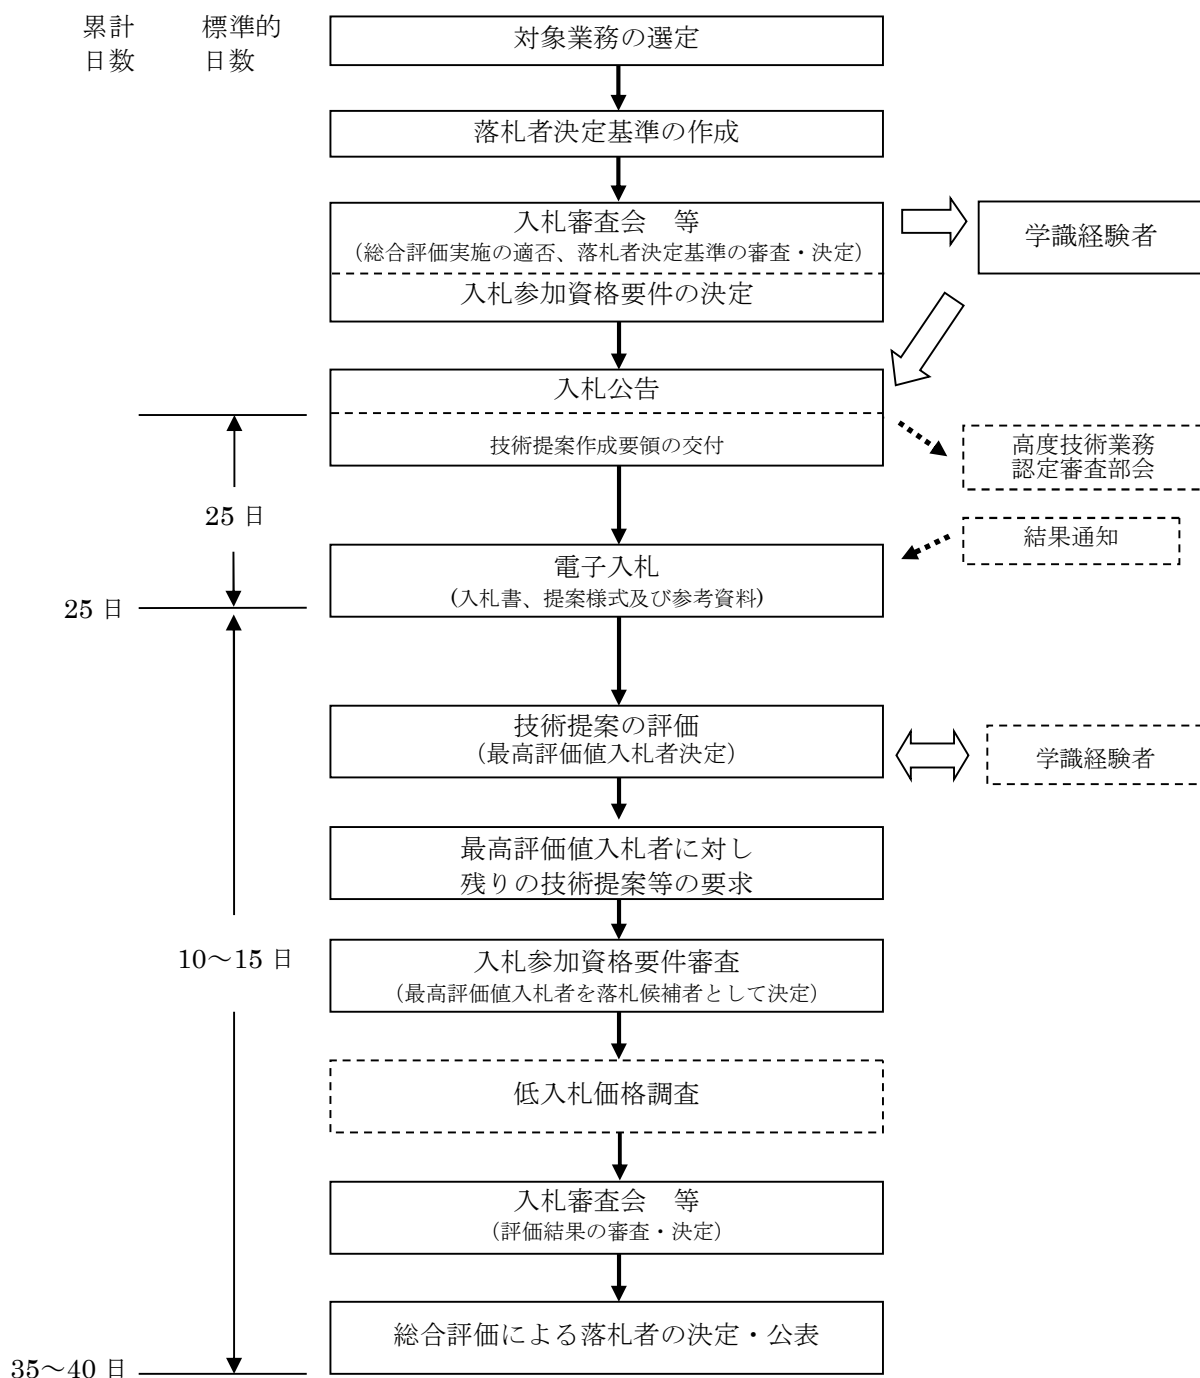 累計
日数
標準的
日数
対象業務の選定
落札者決定基準の作成
入札審査会　等
（総合評価実施の適否、落札者決定基準の審査・決定）
入札参加資格要件の決定
学識経験者
入札公告
技術提案作成要領の交付
高度技術業務
認定審査部会
25 日
結果通知
電子入札
(入札書、提案様式及び参考資料)
25 日
技術提案の評価
（最高評価値入札者決定）
学識経験者
最高評価値入札者に対し
残りの技術提案等の要求
10～15 日
入札参加資格要件審査
（最高評価値入札者を落札候補者として決定）
低入札価格調査
入札審査会　等
（評価結果の審査・決定）
総合評価による落札者の決定・公表
35～40 日